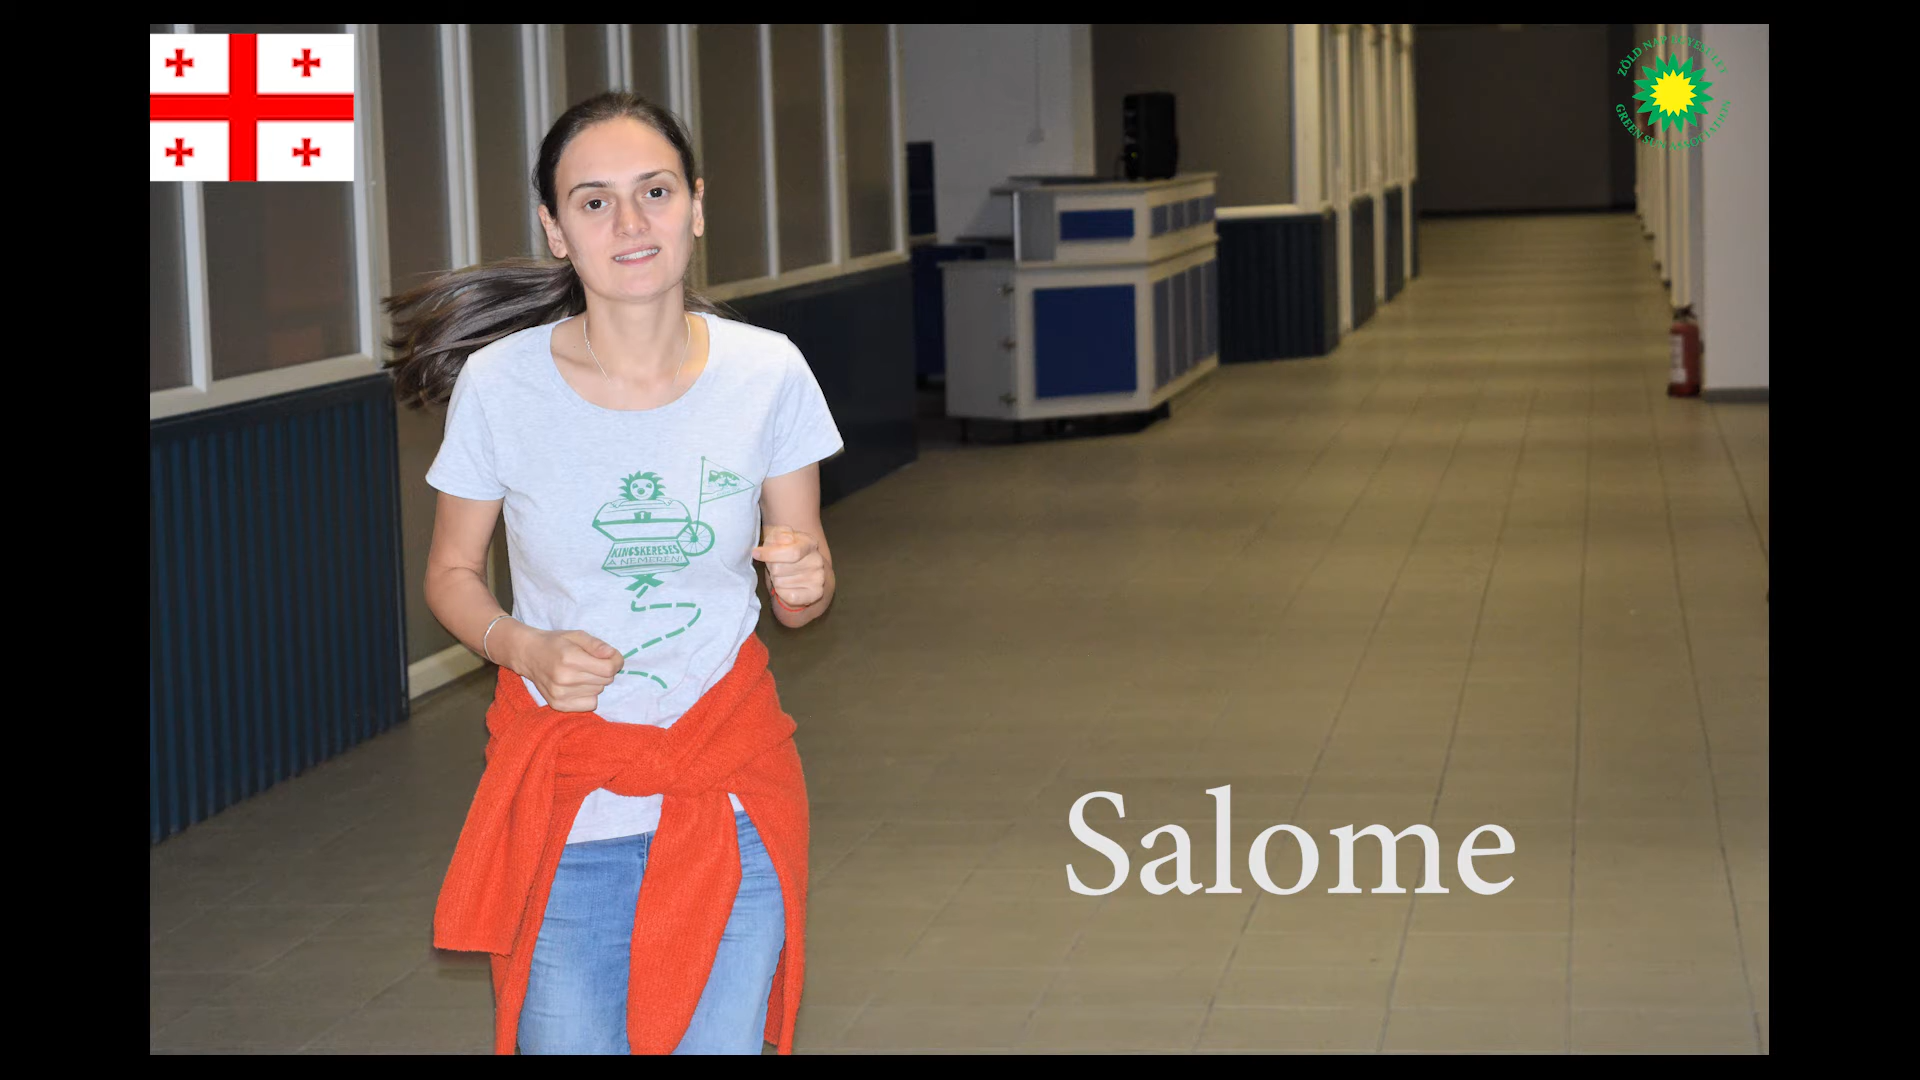 ZÖLD NAP EGYESÜLET
GREEN SUN ASSOCIATION
KINCSKERESÉS
A NEMERÉN!
Salome